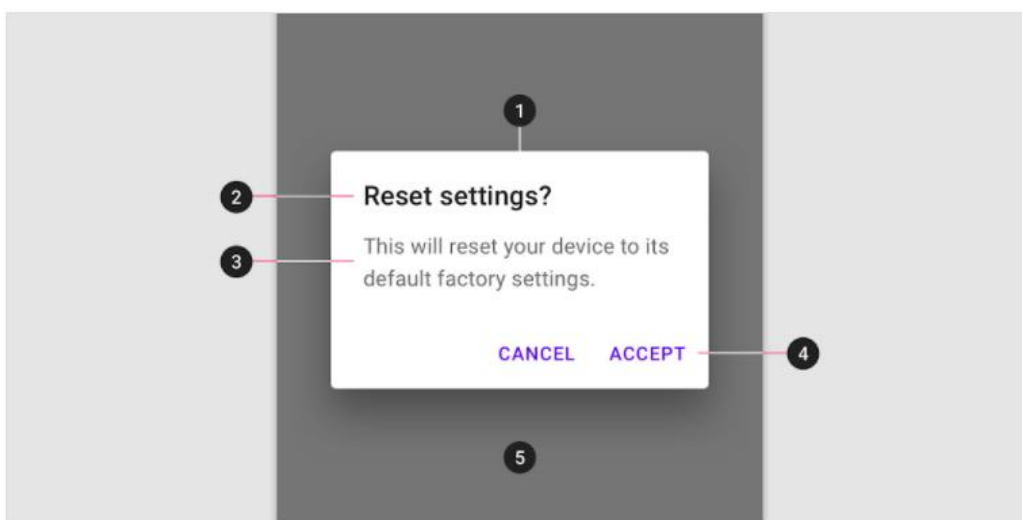 1
2
Reset settings?
3
This will reset your device to its
default factory settings.
CANCEL ACCEPT
4
5